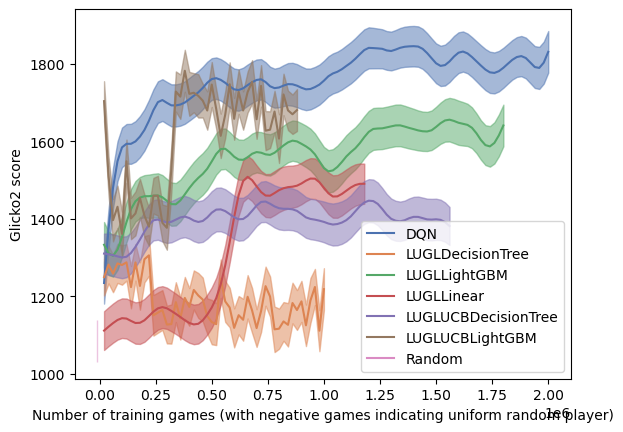 Glicko2 score
1800
1600
1400
1200
1000
DQN
LUGLDecisionTree
LUGLLightGBM
LUGLLinear
LUGLUCBDecisionTree
LUGLUCBLightGBM
Random
0.00 0.25 0.50 0.75 1.00 1.25 1.50 1.75 2.00
1e6
Number of training games (with negative games indicating uniform random player)